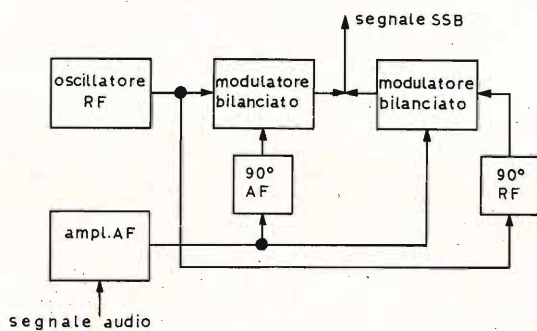 segnale SSB
oscillatore
RF
modulatore
bilanciato
modulatore
bilanciato
90°
AF
90°
RF
ampl.AF
segnale audio